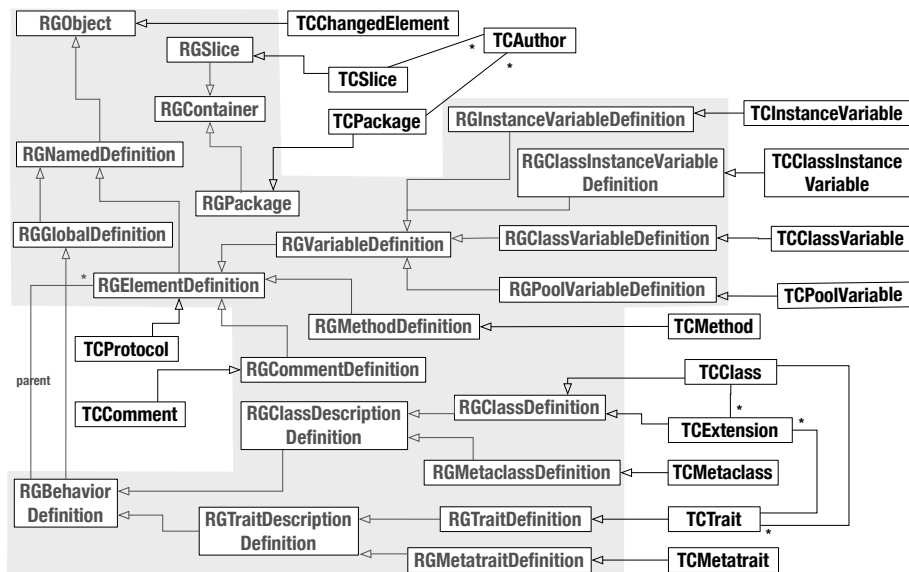 RGObject
TCChangedElement
RGSlice
TCAuthor
*
*
TCSlice
RGContainer
TCPackage
RGInstanceVariableDefinition
TCInstanceVariable
RGNamedDefinition
RGClassInstanceVariable
Definition
TCClassInstance
Variable
RGPackage
RGGlobalDefinition
RGVariableDefinition
RGClassVariableDefinition
TCClassVariable
*
RGElementDefinition
RGPoolVariableDefinition
TCPoolVariable
RGMethodDefinition
TCMethod
TCProtocol
RGCommentDefinition
TCClass
parent
TCComment
RGClassDescription
Definition
RGClassDefinition
*
TCExtension
*
RGMetaclassDefinition
TCMetaclass
RGBehavior
Definition
RGTraitDescription
Definition
RGTraitDefinition
TCTrait
*
RGMetatraitDefinition
TCMetatrait